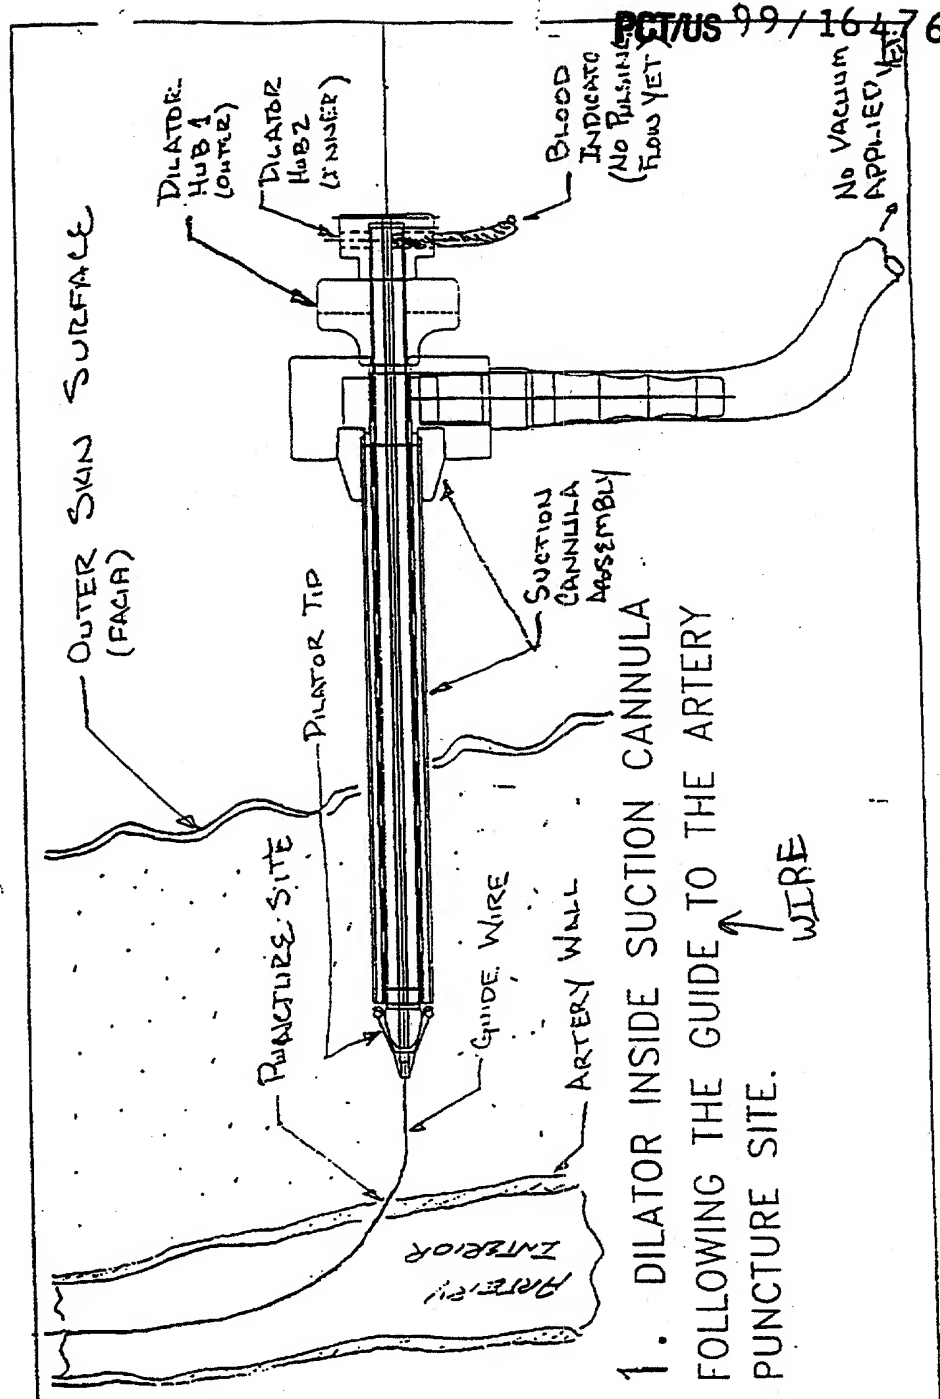 PCT/US 99/16476
OUTER SKIN SURFACE
(FACIA)
DILATOR
HUB 1
(OUTER)
DILATOR
HUB 2
(INNER)
BLOOD
INDICATO
(NO PULSING
FLOW YET)
NO VACUUM
APPLIED YET
SUCTION
CANNULA
ASSEMBLY
DILATOR TIP
PUNCTURE SITE
GUIDE WIRE
ARTERY WALL
ARTERY
INTERIOR
1. DILATOR INSIDE SUCTION CANNULA
FOLLOWING THE GUIDE TO THE ARTERY
WIRE
PUNCTURE SITE.